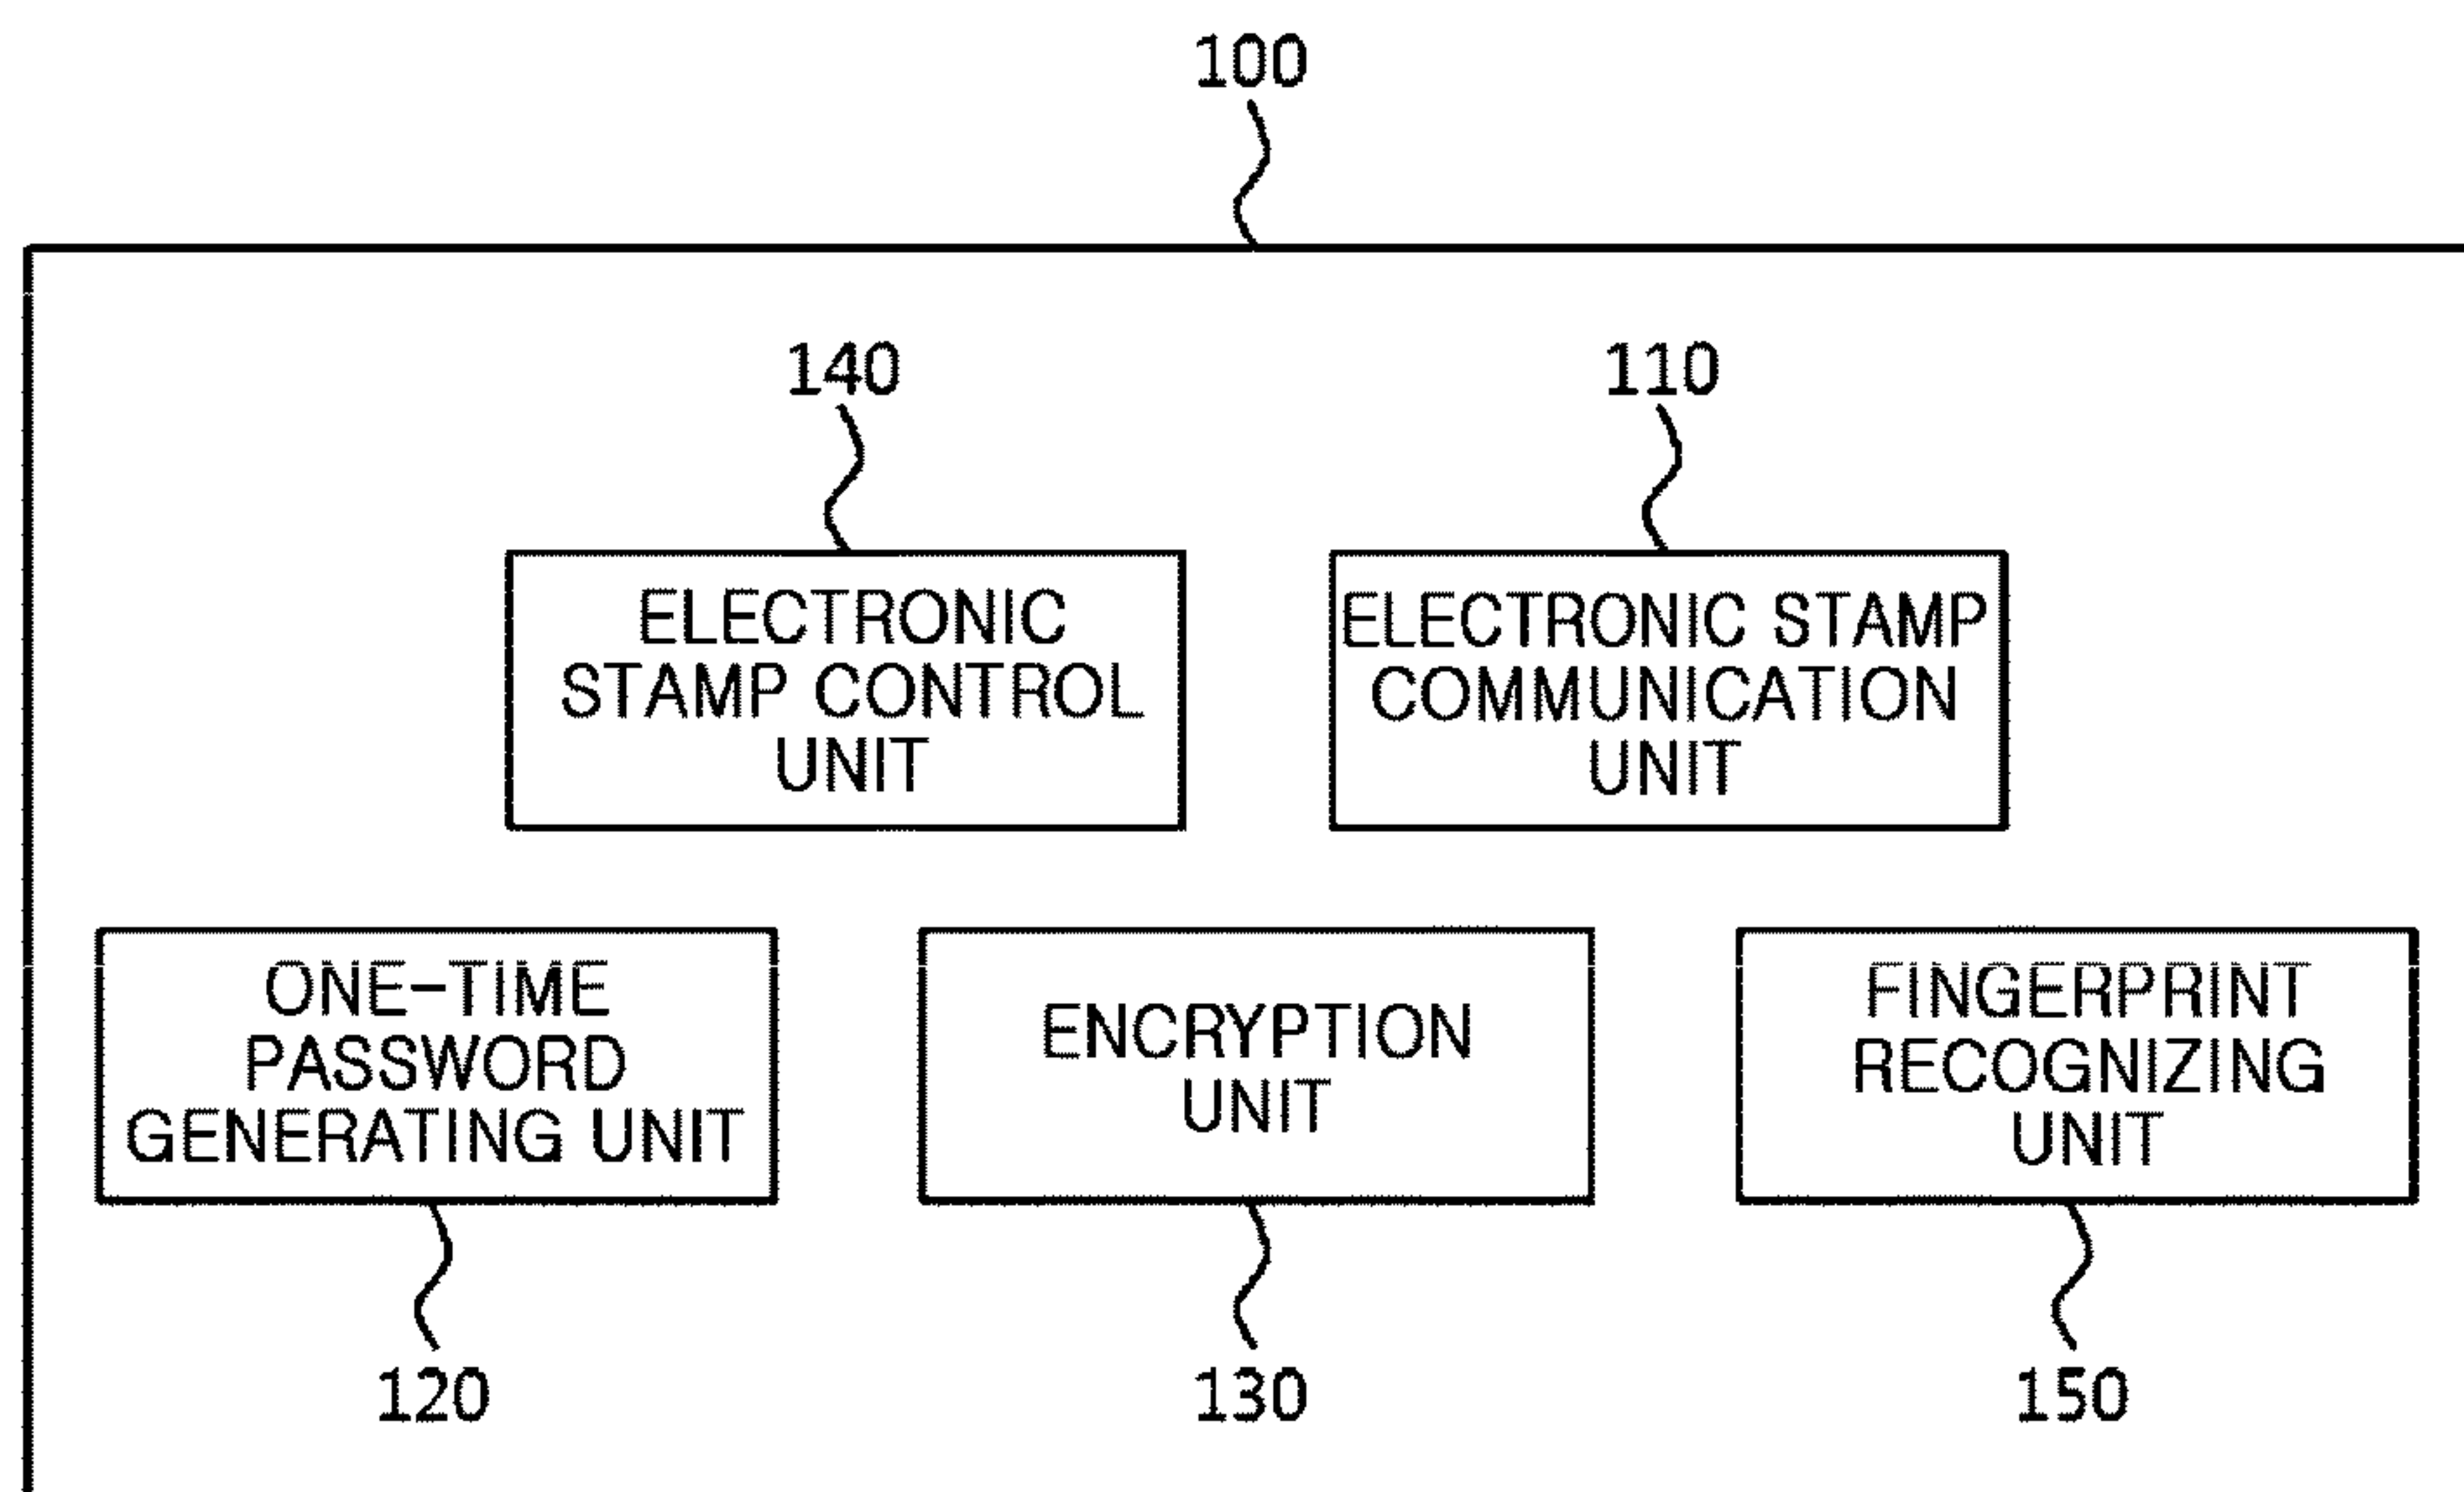 100
140
110
ELECTRONIC
STAMP CONTROL
UNIT
ELECTRONIC STAMP
COMMUNICATION
UNIT
ONE-TIME
PASSWORD
GENERATING UNIT
ENCRYPTION
UNIT
FINGERPRINT
RECOGNIZING
UNIT
120
130
150